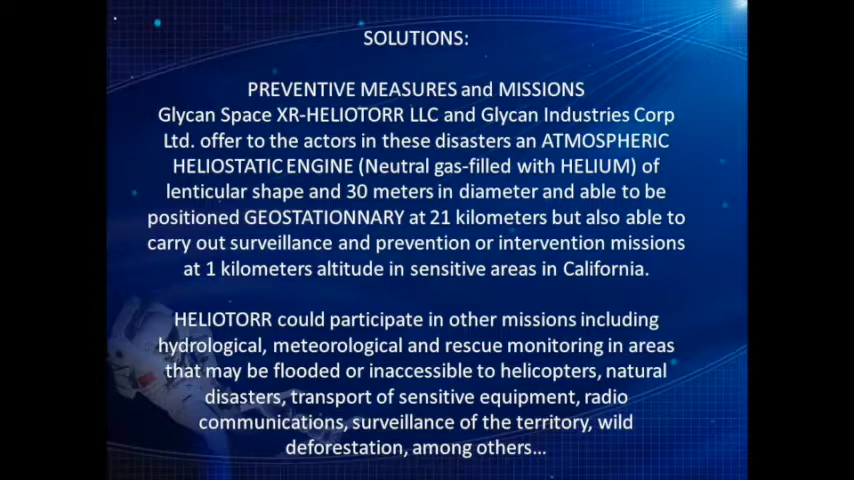 SOLUTIONS:
PREVENTIVE MEASURES and MISSIONS
Glycan Space XR-HELIOTORR LLC and Glycan Industries Corp
Ltd. offer to the actors in these disasters an ATMOSPHERIC
HELIOSTATIC ENGINE (Neutral gas-filled with HELIUM) of
lenticular shape and 30 meters in diameter and able to be
positioned GEOSTATIONNARY at 21 kilometers but also able to
carry out surveillance and prevention or intervention missions
at 1 kilometers altitude in sensitive areas in California.
HELIOTORR could participate in other missions including
hydrological, meteorological and rescue monitoring in areas
that may be flooded or inaccessible to helicopters, natural
disasters, transport of sensitive equipment, radio
communications, surveillance of the territory, wild
deforestation, among others...